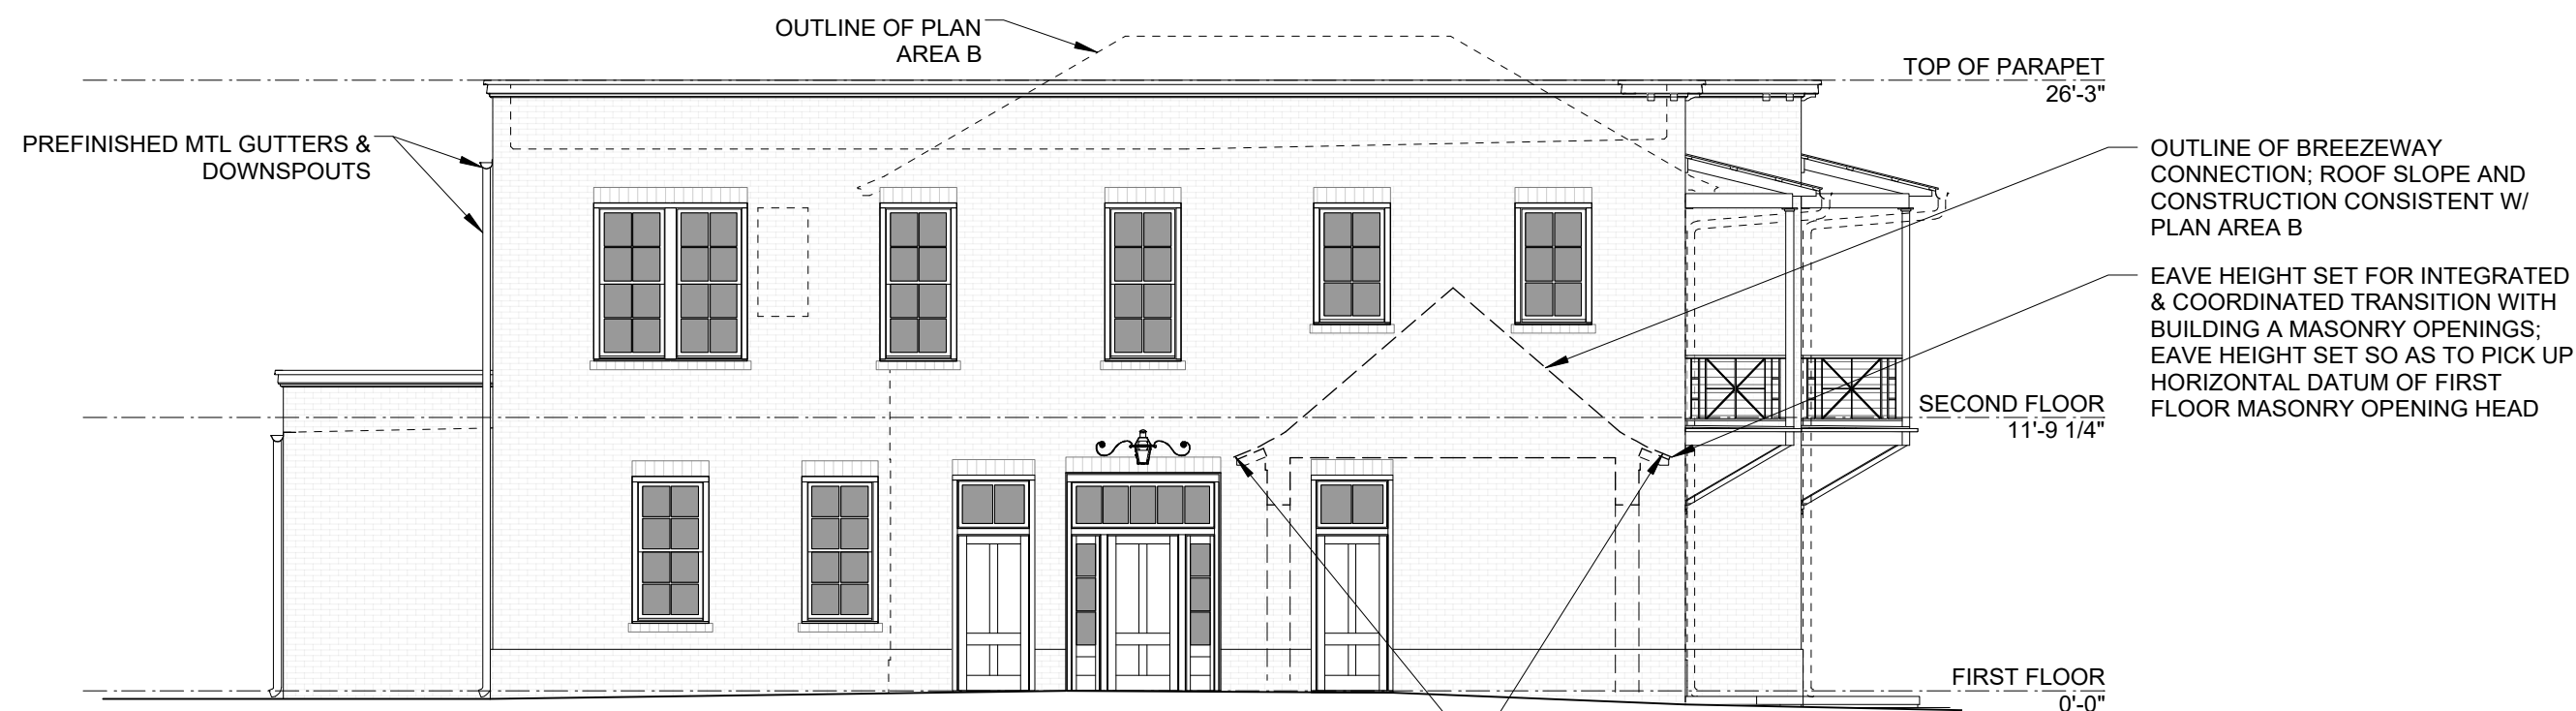 OUTLINE OF PLAN
AREA B
TOP OF PARAPET
26'-3"
PREFINISHED MTL GUTTERS &
DOWNSPOUTS
OUTLINE OF BREEZEWAY
CONNECTION; ROOF SLOPE AND
CONSTRUCTION CONSISTENT W/
PLAN AREA B
EAVE HEIGHT SET FOR INTEGRATED
& COORDINATED TRANSITION WITH
BUILDING A MASONRY OPENINGS;
EAVE HEIGHT SET SO AS TO PICK UP
HORIZONTAL DATUM OF FIRST
FLOOR MASONRY OPENING HEAD
SECOND FLOOR
11'-9 1/4"
FIRST FLOOR
0'-0"